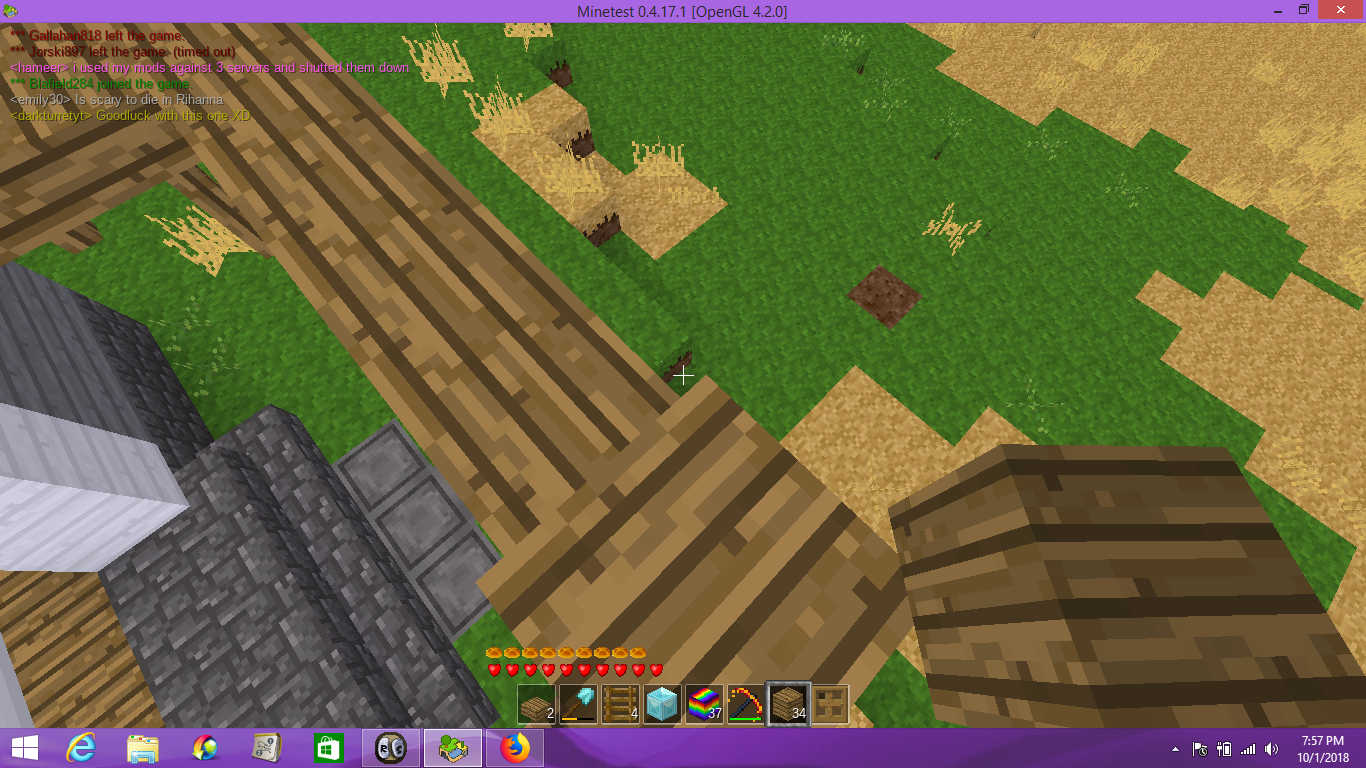 Minetest 0.4.17.1 [OpenGL 4.2.0]
*** Gallahan818 left the game.
*** Jorski897 left the game. (timed out)
<hameer> i used my mods against 3 servers and shutted them down
*** Blafield284 joined the game.
<emily30> Is scary to die in Rihanna
<darkturretyt> Goodluck with this one XD
2
4
37
34
7:57 PM
10/1/2018